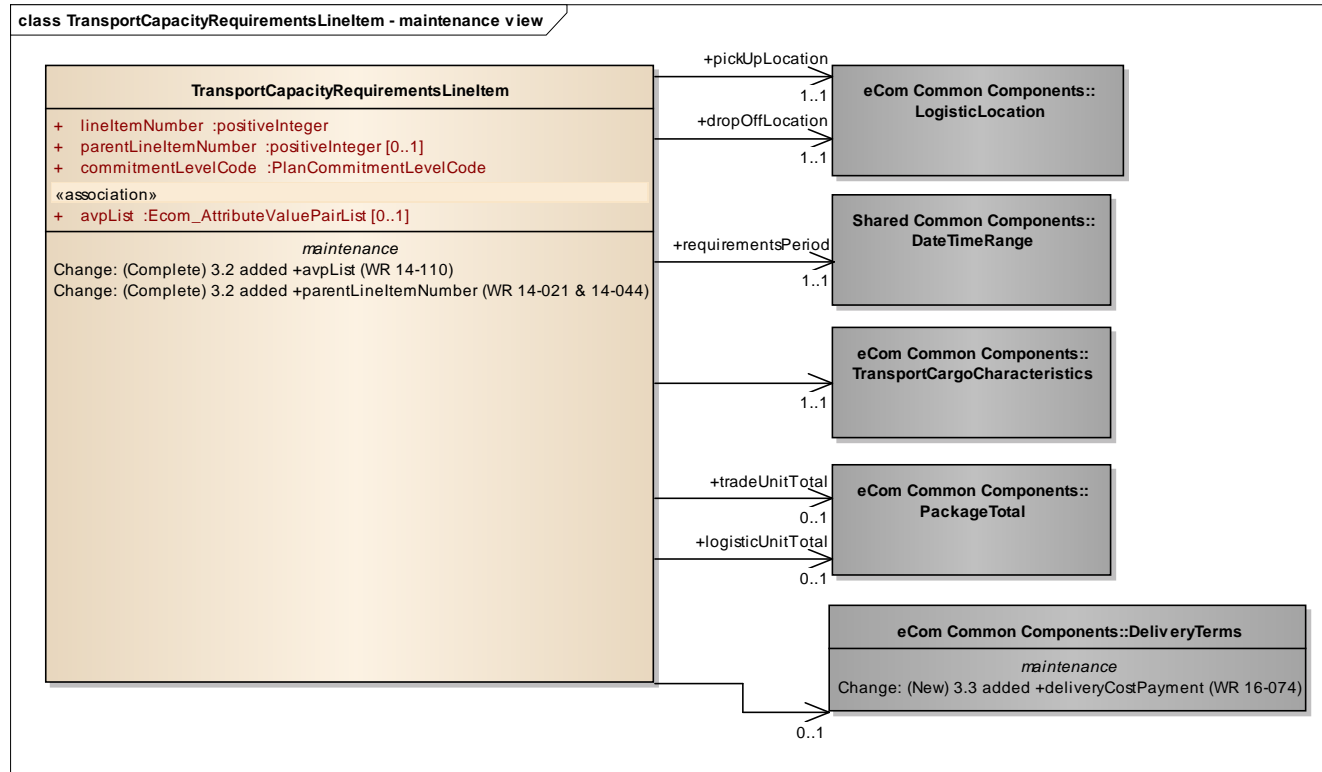 class TransportCapacityRequirementsLineItem - maintenance view
TransportCapacityRequirementsLineItem
+ lineItemNumber :positiveInteger
+ parentLineItemNumber :positiveInteger [0..1]
+ commitmentLevelCode :PlanCommitmentLevelCode
«association»
+ avpList :Ecom_AttributeValuePairList [0..1]
maintenance
Change: (Complete) 3.2 added +avpList (WR 14-110)
Change: (Complete) 3.2 added +parentLineItemNumber (WR 14-021 & 14-044)
+pickUpLocation
1..1
+dropOffLocation
1..1
eCom Common Components::
LogisticLocation
+requirementsPeriod
1..1
Shared Common Components::
DateTimeRange
1..1
eCom Common Components::
TransportCargoCharacteristics
+tradeUnitTotal
0..1
+logisticUnitTotal
0..1
eCom Common Components::
PackageTotal
0..1
eCom Common Components::DeliveryTerms
maintenance
Change: (New) 3.3 added +deliveryCostPayment (WR 16-074)